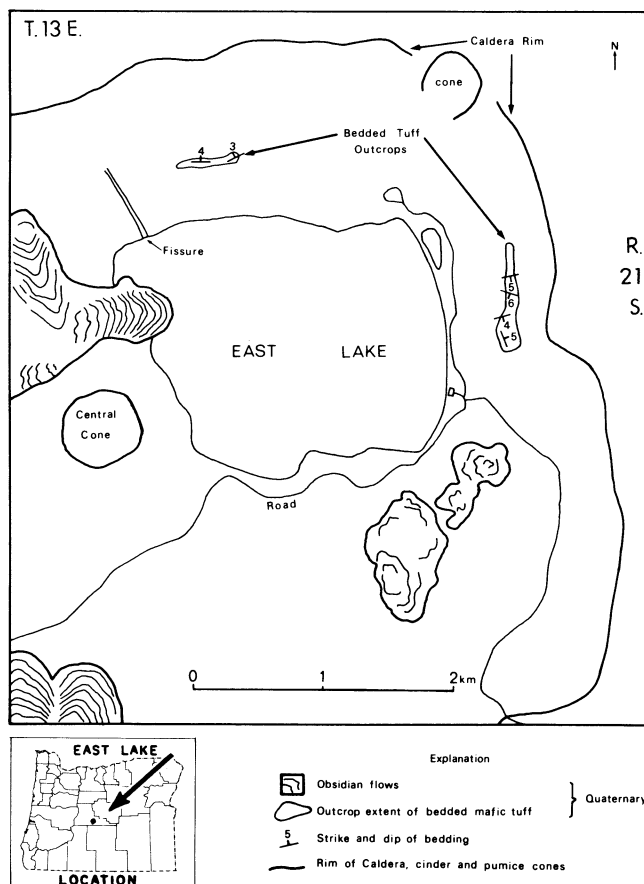 T.13 E.
Caldera Rim
N
cone
Bedded Tuff
Outcrops
4
3
Fissure
R.
21
S.
5
6
4
5
EAST LAKE
Central
Cone
Road
0 1 2 km
EAST LAKE
LOCATION
Explanation
Obsidian flows
Outcrop extent of bedded mafic tuff
Quaternary
5
Strike and dip of bedding
Rim of Caldera, cinder and pumice cones